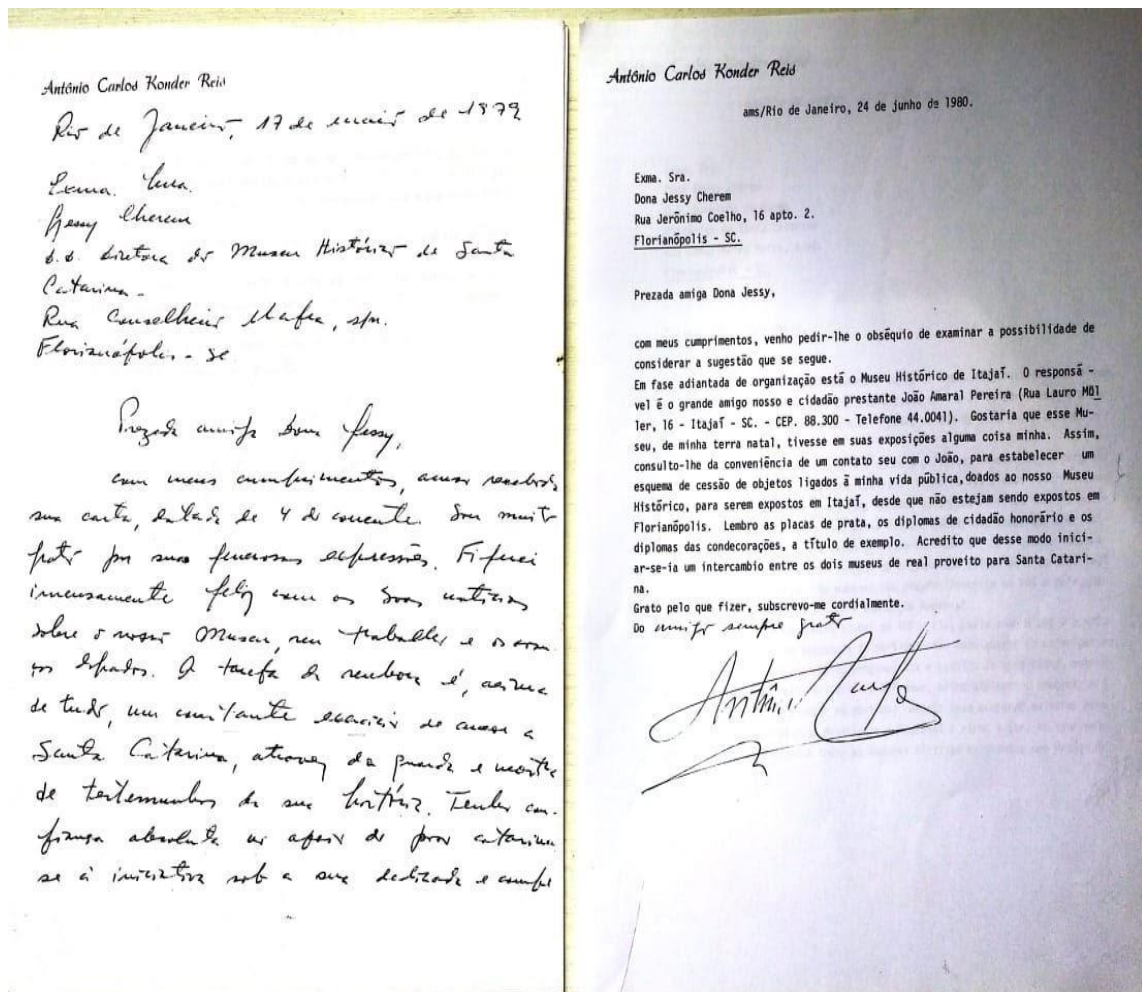 Antônio Carlos Konder Reis
Rio de Janeiro, 17 de maio de 1979
Exma. Sra.
Jessy Cherem
D.D. Diretora do Museu Histórico de Santa
Catarina -
Rua Conselheiro Mafra, s/n.
Florianópolis - SC
Prezada amiga Dona Jessy,
com meus cumprimentos, acuso recebida
sua carta, datada de 4 do corrente. Sou muito
grato por suas generosas expressões. Fiquei
imensamente feliz com as suas notícias
sobre o nosso Museu, seu trabalho e os
. A tarefa da senhora é, acima
de tudo, um constante exercício de amor a
Santa Catarina, através da guarda e mostra
de testemunhos da sua história. Tenho con-
fiança absoluta no apoio do povo catarinen
se à iniciativa sob a sua dedicada e compe
Antônio Carlos Konder Reis
ams/Rio de Janeiro, 24 de junho de 1980.
Exma. Sra.
Dona Jessy Cherem
Rua Jerônimo Coelho, 16 apto. 2.
Florianópolis - SC.
Prezada amiga Dona Jessy,
com meus cumprimentos, venho pedir-lhe o obséquio de examinar a possibilidade de
considerar a sugestão que se segue.
Em fase adiantada de organização está o Museu Histórico de Itajaí. O responsá -
vel é o grande amigo nosso e cidadão prestante João Amaral Pereira (Rua Lauro Mül
ler, 16 - Itajaí - SC. - CEP. 88.300 - Telefone 44.0041). Gostaria que esse Mu-
seu, de minha terra natal, tivesse em suas exposições alguma coisa minha. Assim,
consulto-lhe da conveniência de um contato seu com o João, para estabelecer um
esquema de cessão de objetos ligados à minha vida pública,doados ao nosso Museu
Histórico, para serem expostos em Itajaí, desde que não estejam sendo expostos em
Florianópolis. Lembro as placas de prata, os diplomas de cidadão honorário e os
diplomas das condecorações, a título de exemplo. Acredito que desse modo inici-
ar-se-ia um intercambio entre os dois museus de real proveito para Santa Catari-
na.
Grato pelo que fizer, subscrevo-me cordialmente.
Do amigo sempre grato
Antônio Carlos